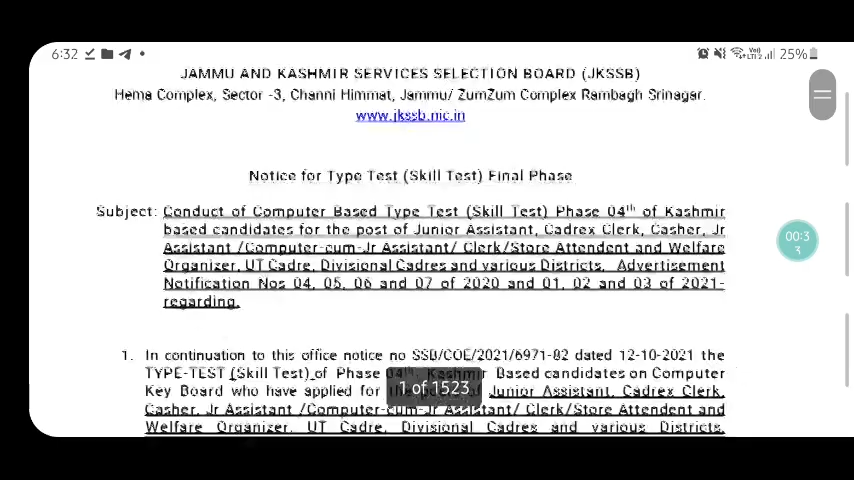 6:32
25%
JAMMU AND KASHMIR SERVICES SELECTION BOARD (JKSSB)
Hema Complex, Sector -3, Channi Himmat, Jammu/ ZumZum Complex Rambagh Srinagar.
www.jkssb.nic.in
Notice for Type Test (Skill Test) Final Phase
Subject: Conduct of Computer Based Type Test (Skill Test) Phase 04th of Kashmir
based candidates for the post of Junior Assistant, Cadrex Clerk, Casher, Jr
Assistant /Computer-cum-Jr Assistant/ Clerk/Store Attendent and Welfare
Organizer, UT Cadre, Divisional Cadres and various Districts, Advertisement
Notification Nos 04, 05, 06 and 07 of 2020 and 01, 02 and 03 of 2021-
regarding.
00:3
3
1. In continuation to this office notice no SSB/COE/2021/6971-82 dated 12-10-2021 the
TYPE-TEST (Skill Test) of Phase 04th, Kashmir Based candidates on Computer
Key Board who have applied for the Junior Assistant, Cadrex Clerk,
1 of 1523
Casher, Jr Assistant /Computer-cum-Jr Assistant/ Clerk/Store Attendent and
Welfare Organizer, UT Cadre, Divisional Cadres and various Districts,